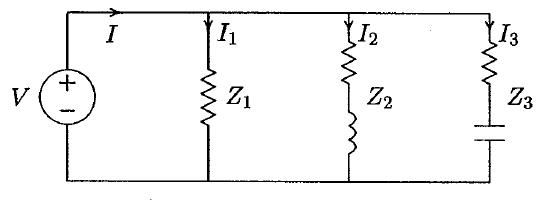 I
I₁
I₂
I₃
V
+
−
Z₁
Z₂
Z₃